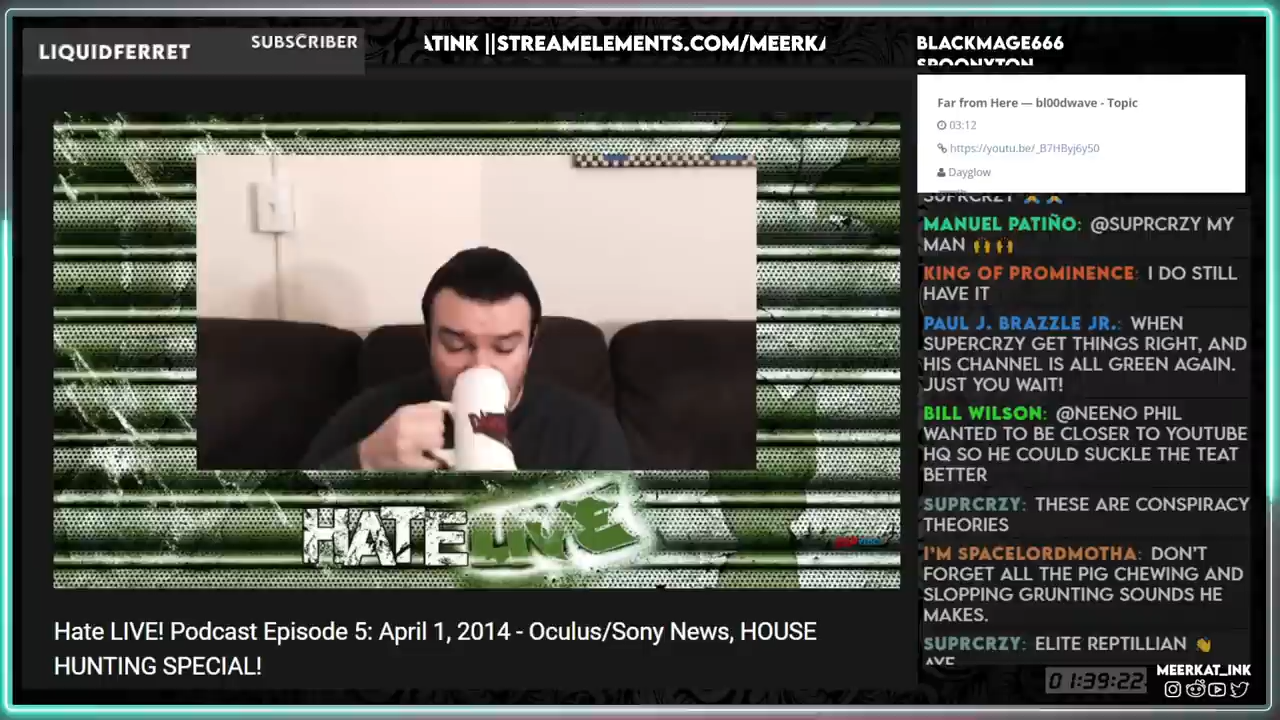 LIQUIDFERRET
SUBSCRIBER
ATINK ||STREAMELEMENTS.COM/MEERKA
BLACKMAGE666
SPOONYTON
Far from Here — bl00dwave - Topic
03:12
https://youtu.be/_B7HByj6y50
Dayglow
SUPRCRZY
MANUEL PATIÑO: @SUPRCRZY MY
MAN 🙌🙌
KING OF PROMINENCE: I DO STILL
HAVE IT
PAUL J. BRAZZLE JR.: WHEN
SUPERCRZY GET THINGS RIGHT, AND
HIS CHANNEL IS ALL GREEN AGAIN.
JUST YOU WAIT!
BILL WILSON: @NEENO PHIL
WANTED TO BE CLOSER TO YOUTUBE
HQ SO HE COULD SUCKLE THE TEAT
BETTER
SUPRCRZY: THESE ARE CONSPIRACY
THEORIES
I'M SPACELORDMOTHA: DON'T
FORGET ALL THE PIG CHEWING AND
SLOPPING GRUNTING SOUNDS HE
MAKES.
SUPRCRZY: ELITE REPTILLIAN 👏
AYE
HATE LIVE
Hate LIVE! Podcast Episode 5: April 1, 2014 - Oculus/Sony News, HOUSE
HUNTING SPECIAL!
01:39:22
MEERKAT_INK